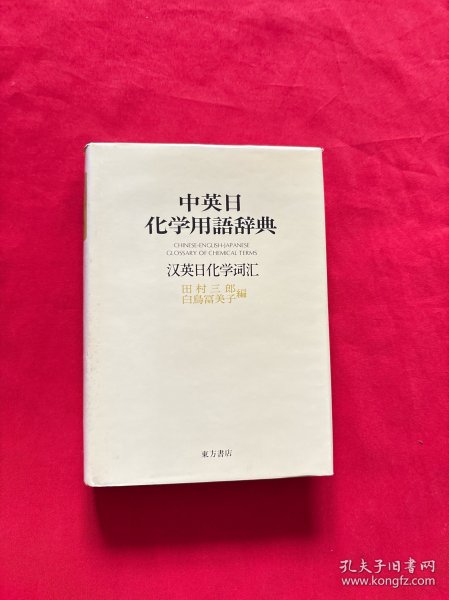 中英日
化学用語辞典
CHINESE-ENGLISH-JAPANESE
GLOSSARY OF CHEMICAL TERMS
汉英日化学词汇
田村三郎
白鳥冨美子 編
東方書店
孔夫子旧书网
www.kongfz.com